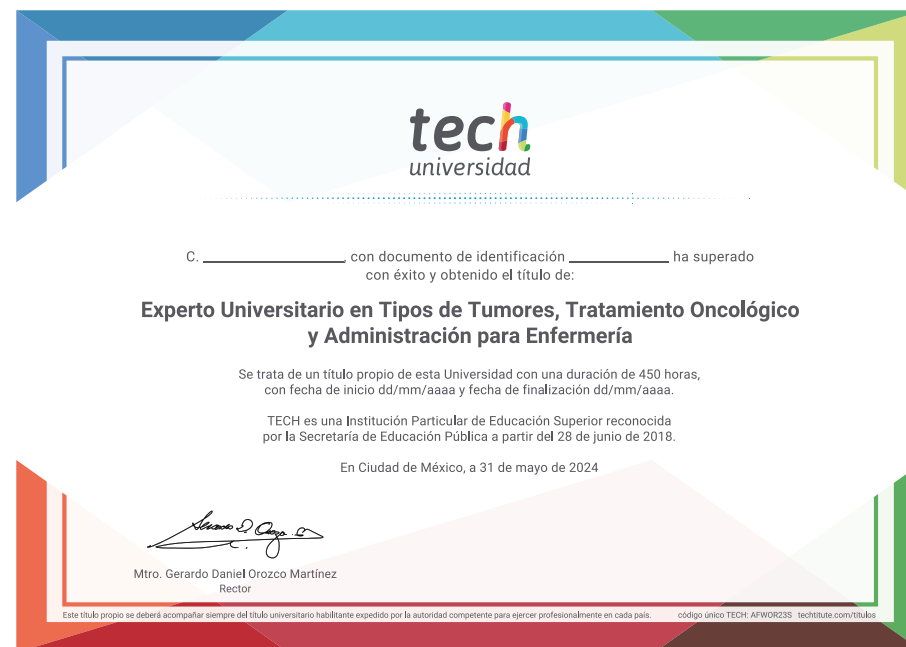 tech
universidad
C. ____________________, con documento de identificación ______________ ha superado
con éxito y obtenido el título de:
Experto Universitario en Tipos de Tumores, Tratamiento Oncológico
y Administración para Enfermería
Se trata de un título propio de esta Universidad con una duración de 450 horas,
con fecha de inicio dd/mm/aaaa y fecha de finalización dd/mm/aaaa.
TECH es una Institución Particular de Educación Superior reconocida
por la Secretaría de Educación Pública a partir del 28 de junio de 2018.
En Ciudad de México, a 31 de mayo de 2024
Mtro. Gerardo Daniel Orozco Martínez
Rector
Este título propio se deberá acompañar siempre del título universitario habilitante expedido por la autoridad competente para ejercer profesionalmente en cada país. código único TECH: AFWOR23S techtitute.com/titulos